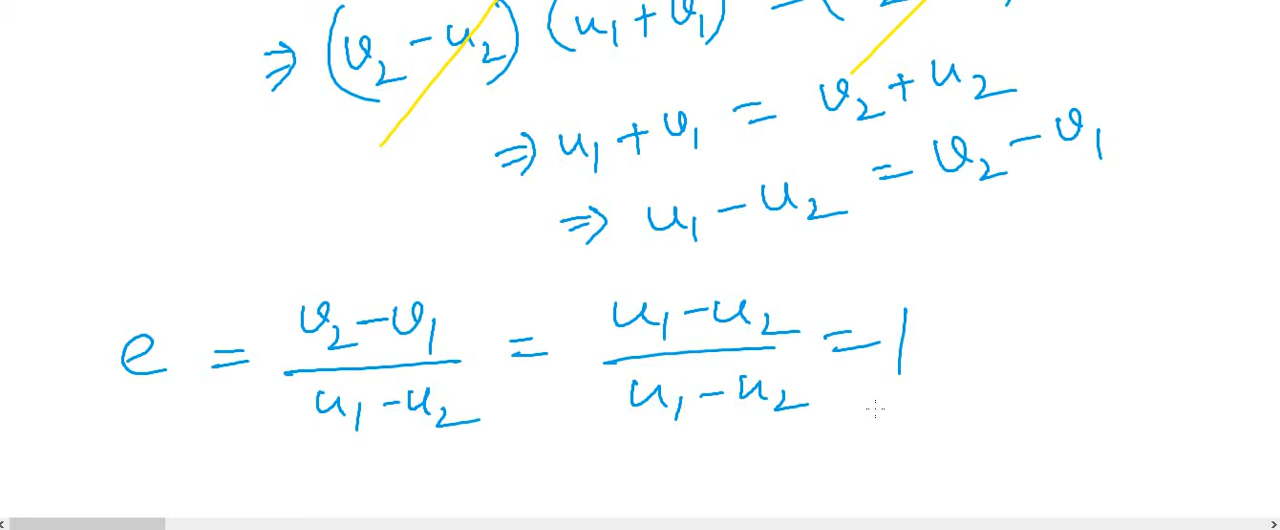 ⇒ (v₂ - u₂) (u₁ + v₁) = (
⇒ u₁ + v₁ = v₂ + u₂
⇒ u₁ - u₂ = v₂ - v₁
e = (v₂ - v₁)/(u₁ - u₂) = (u₁ - u₂)/(u₁ - u₂) = 1